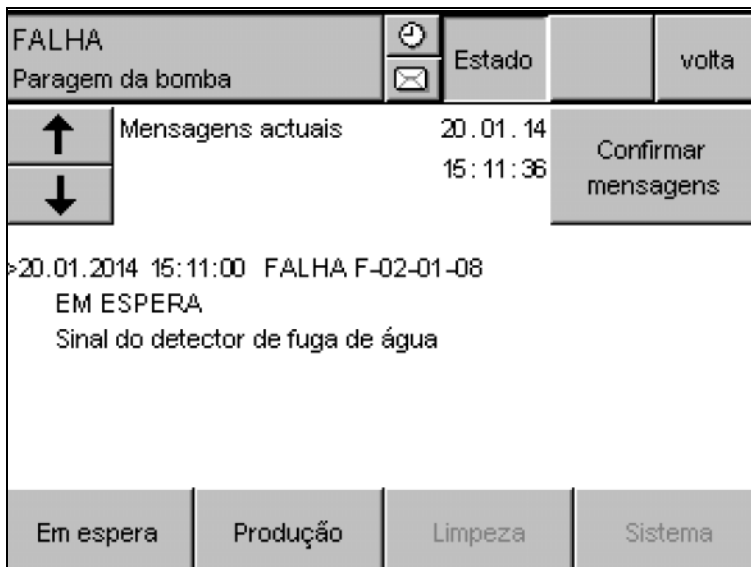 FALHA
Paragem da bomba
Estado
volta
Mensagens actuais
20.01.14
15:11:36
Confirmar
mensagens
>20.01.2014 15:11:00 FALHA F-02-01-08
EM ESPERA
Sinal do detector de fuga de água
Em espera
Produção
Limpeza
Sistema